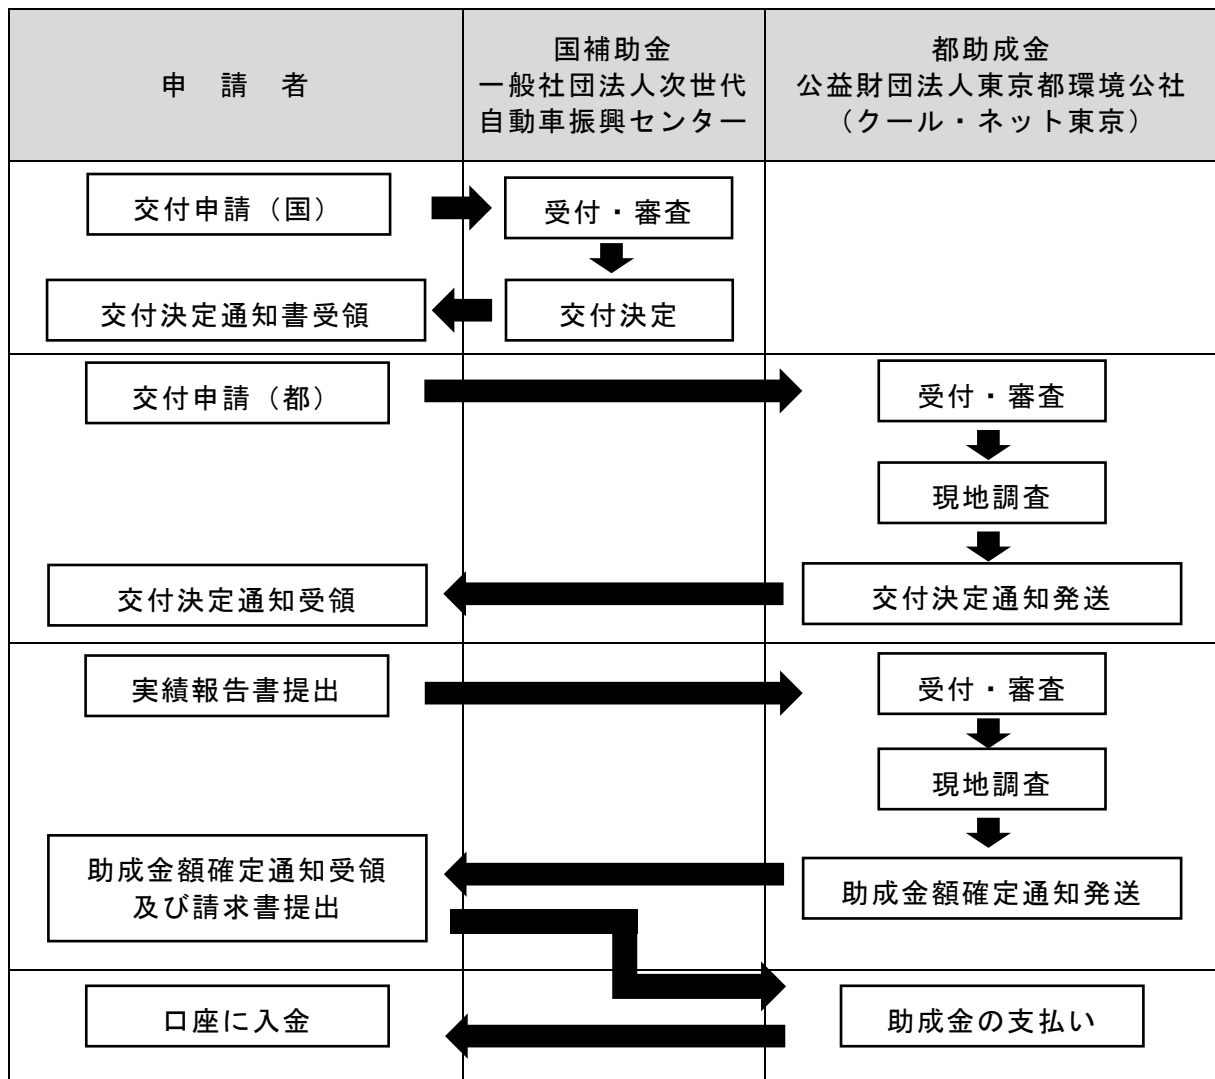 申 請 者
国補助金
一般社団法人次世代
自動車振興センター
都助成金
公益財団法人東京都環境公社
（クール・ネット東京）
交付申請（国）
受付・審査
交付決定通知書受領
交付決定
交付申請（都）
受付・審査
現地調査
交付決定通知受領
交付決定通知発送
実績報告書提出
受付・審査
現地調査
助成金額確定通知受領
及び請求書提出
助成金額確定通知発送
口座に入金
助成金の支払い